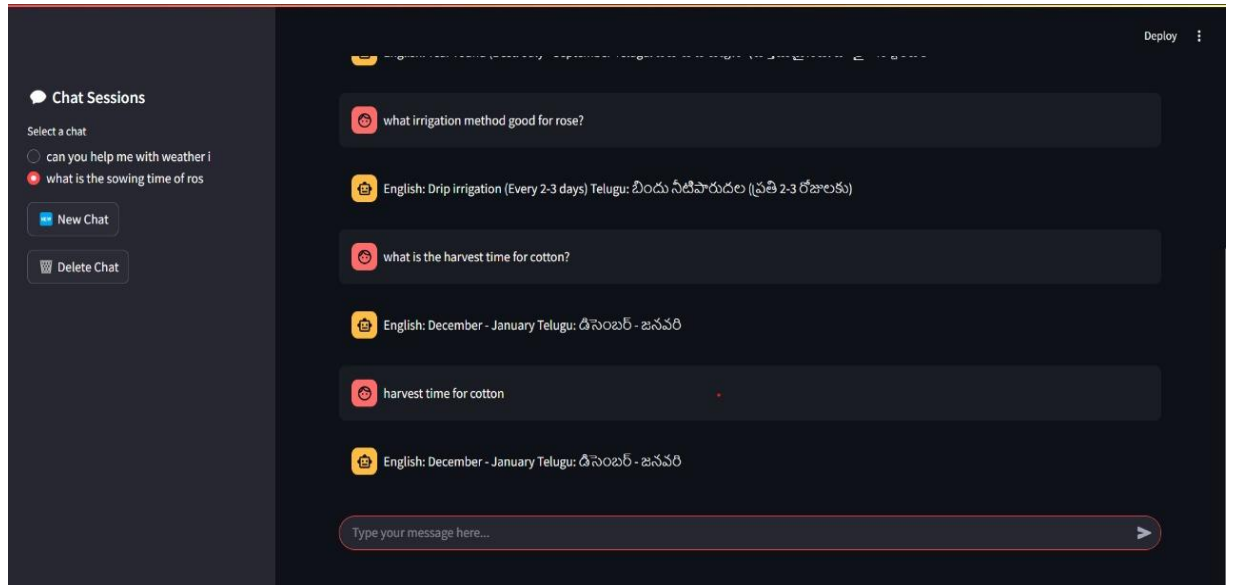 Deploy
Chat Sessions
Select a chat
can you help me with weather i
what is the sowing time of ros
New Chat
Delete Chat
what irrigation method good for rose?
English: Drip irrigation (Every 2-3 days) Telugu: బిందు నీటిపారుదల (ప్రతి 2-3 రోజులకు)
what is the harvest time for cotton?
English: December - January Telugu: డిసెంబర్ - జనవరి
harvest time for cotton
English: December - January Telugu: డిసెంబర్ - జనవరి
Type your message here...